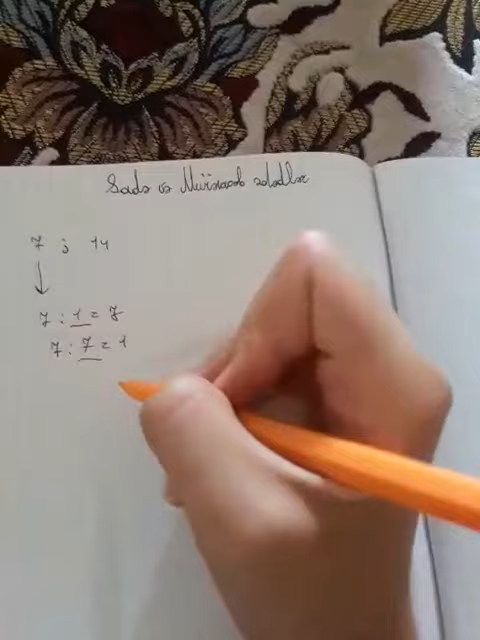 Sadə və Mürəkkəb ədədlər
7 ; 14
7 : 1 = 7
7 : 7 = 1